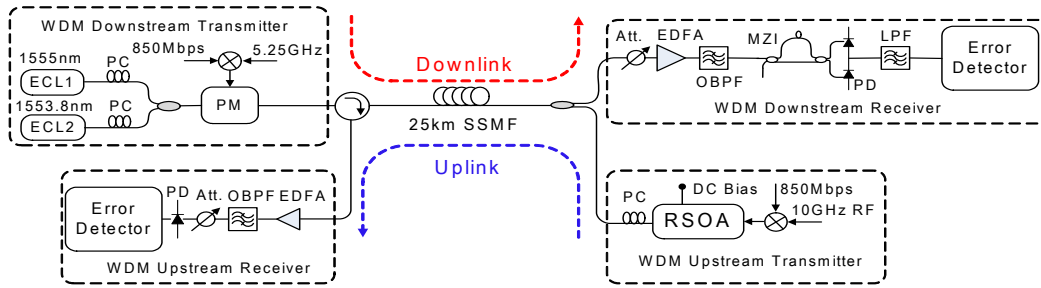 WDM Downstream Transmitter
850Mbps
5.25GHz
1555nm
PC
ECL1
1553.8nm
PC
ECL2
PM
Downlink
25km SSMF
Uplink
Att.
EDFA
OBPF
MZI
PD
LPF
Error
Detector
WDM Downstream Receiver
Error
Detector
PD
Att.
OBPF
EDFA
WDM Upstream Receiver
PC
DC Bias
850Mbps
10GHz RF
RSOA
WDM Upstream Transmitter